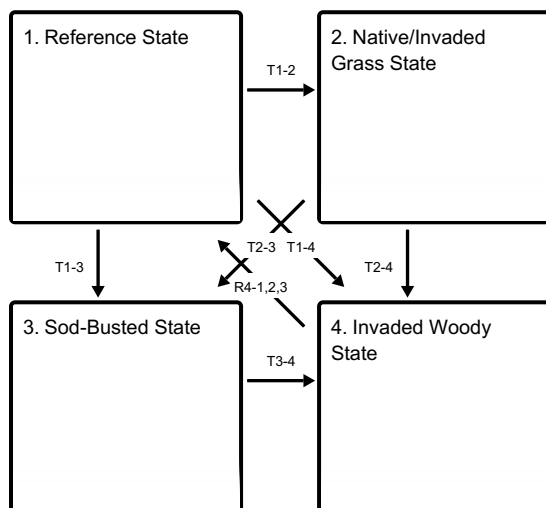 1. Reference State
2. Native/Invaded
Grass State
T1-2
T1-3
T2-3
T1-4
T2-4
R4-1,2,3
3. Sod-Busted State
4. Invaded Woody
State
T3-4